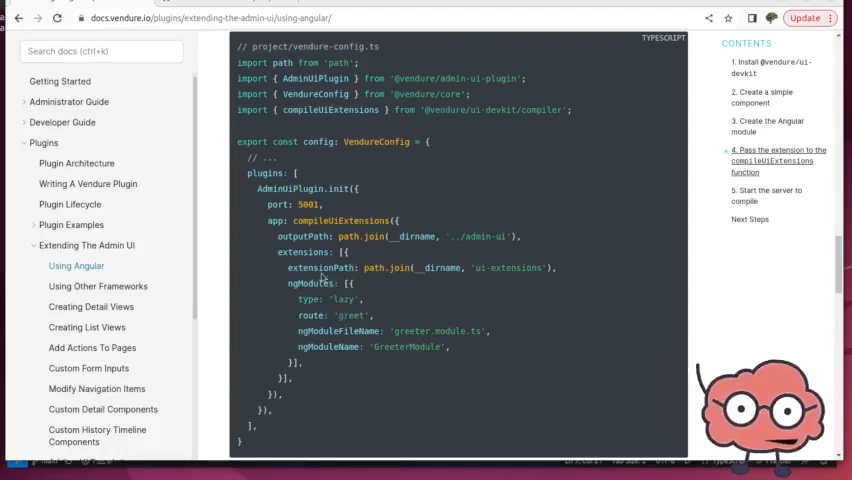 docs.vendure.io/plugins/extending-the-admin-ui/using-angular/
Update
Search docs (ctrl+k)
Getting Started
Administrator Guide
Developer Guide
Plugins
Plugin Architecture
Writing A Vendure Plugin
Plugin Lifecycle
Plugin Examples
Extending The Admin UI
Using Angular
Using Other Frameworks
Creating Detail Views
Creating List Views
Add Actions To Pages
Custom Form Inputs
Modify Navigation Items
Custom Detail Components
Custom History Timeline
Components
TYPESCRIPT
// project/vendure-config.ts
import path from 'path';
import { AdminUiPlugin } from '@vendure/admin-ui-plugin';
import { VendureConfig } from '@vendure/core';
import { compileUiExtensions } from '@vendure/ui-devkit/compiler';
export const config: VendureConfig = {
// ...
plugins: [
AdminUiPlugin.init({
port: 5001,
app: compileUiExtensions({
outputPath: path.join(__dirname, '../admin-ui'),
extensions: [{
extensionPath: path.join(__dirname, 'ui-extensions'),
ngModules: [{
type: 'lazy',
route: 'greet',
ngModuleFileName: 'greeter.module.ts',
ngModuleName: 'GreeterModule',
}],
}],
}),
}),
],
}
CONTENTS
1. Install @vendure/ui-
devkit
2. Create a simple
component
3. Create the Angular
module
4. Pass the extension to the
compileUiExtensions
function
5. Start the server to
compile
Next Steps